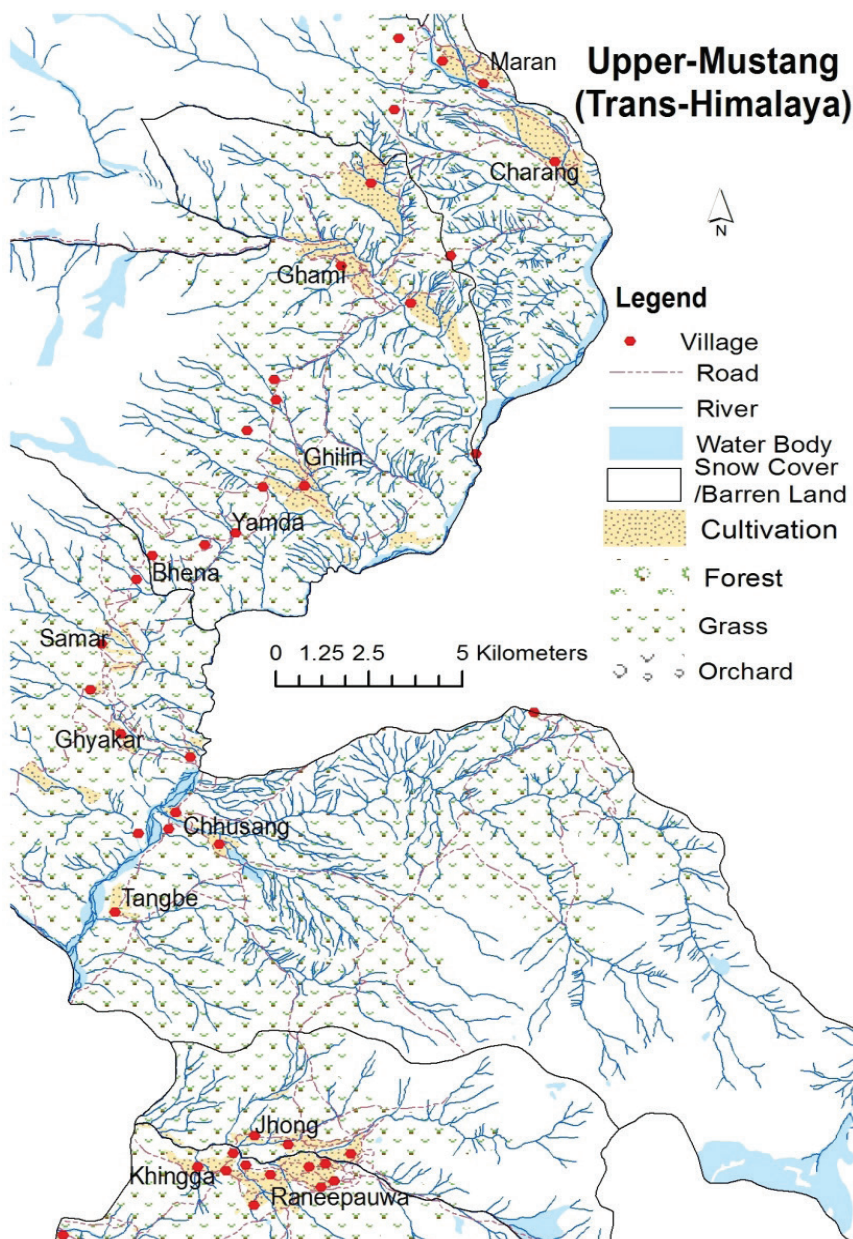 Upper-Mustang
(Trans-Himalaya)
Maran
Charang
N
Ghami
Legend
Village
Road
River
Water Body
Snow Cover
/Barren Land
Cultivation
Forest
Grass
Orchard
Ghilin
Yamda
Bhena
Samar
0 1.25 2.5 5 Kilometers
Ghyakar
Chhusang
Tangbe
Jhong
Khingga
Raneepauwa